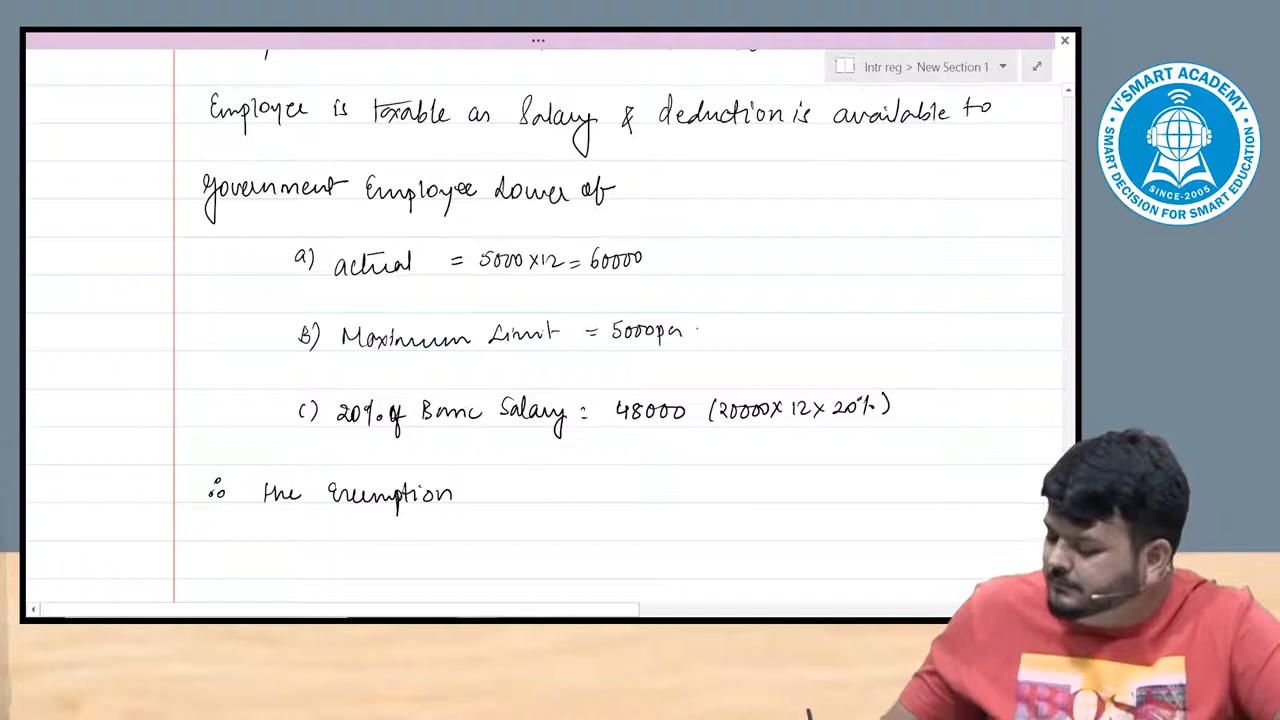 Intr reg > New Section 1
Employee is taxable as Salary & deduction is available to
Government Employee Lower of
a) actual = 5000 x 12 = 60000
B) Maximum Limit = 5000 pa
C) 20% of Basic Salary = 48000 (20000 x 12 x 20%)
∴ the Exemption
V'SMART ACADEMY
SINCE-2005
SMART DECISION FOR SMART EDUCATION